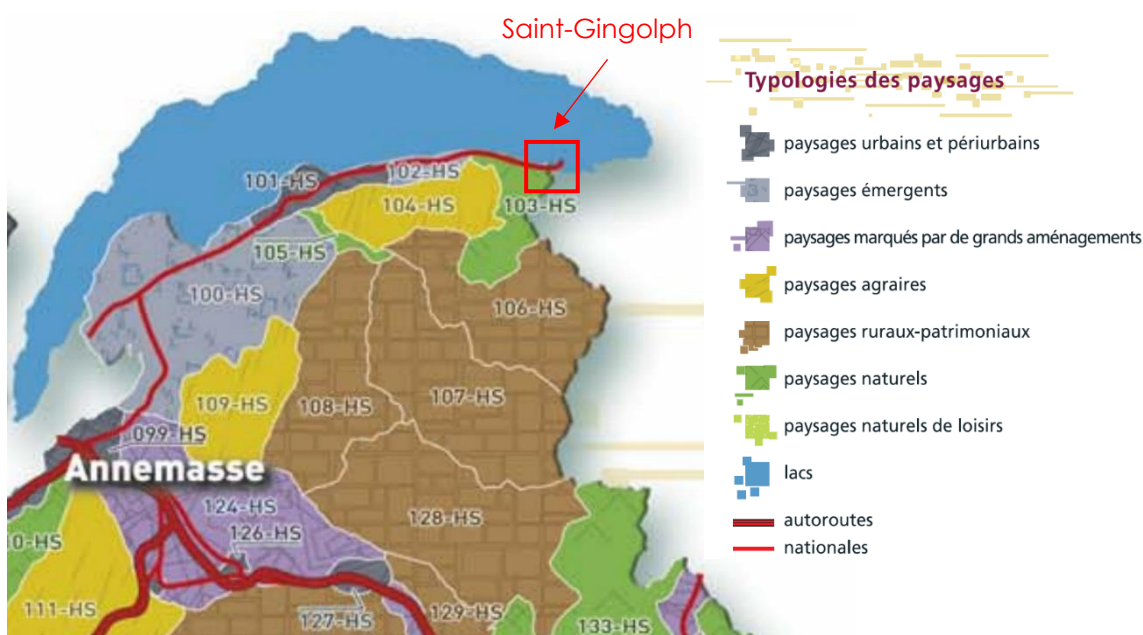 Saint-Gingolph
Typologies des paysages
paysages urbains et périurbains
paysages émergents
paysages marqués par de grands aménagements
paysages agraires
paysages ruraux-patrimoniaux
paysages naturels
paysages naturels de loisirs
lacs
autoroutes
nationales
101-HS
102-HS
104-HS
103-HS
105-HS
100-HS
106-HS
109-HS
108-HS
107-HS
099-HS
Annemasse
124-HS
128-HS
126-HS
0-HS
111-HS
127-HS
129-HS
133-HS